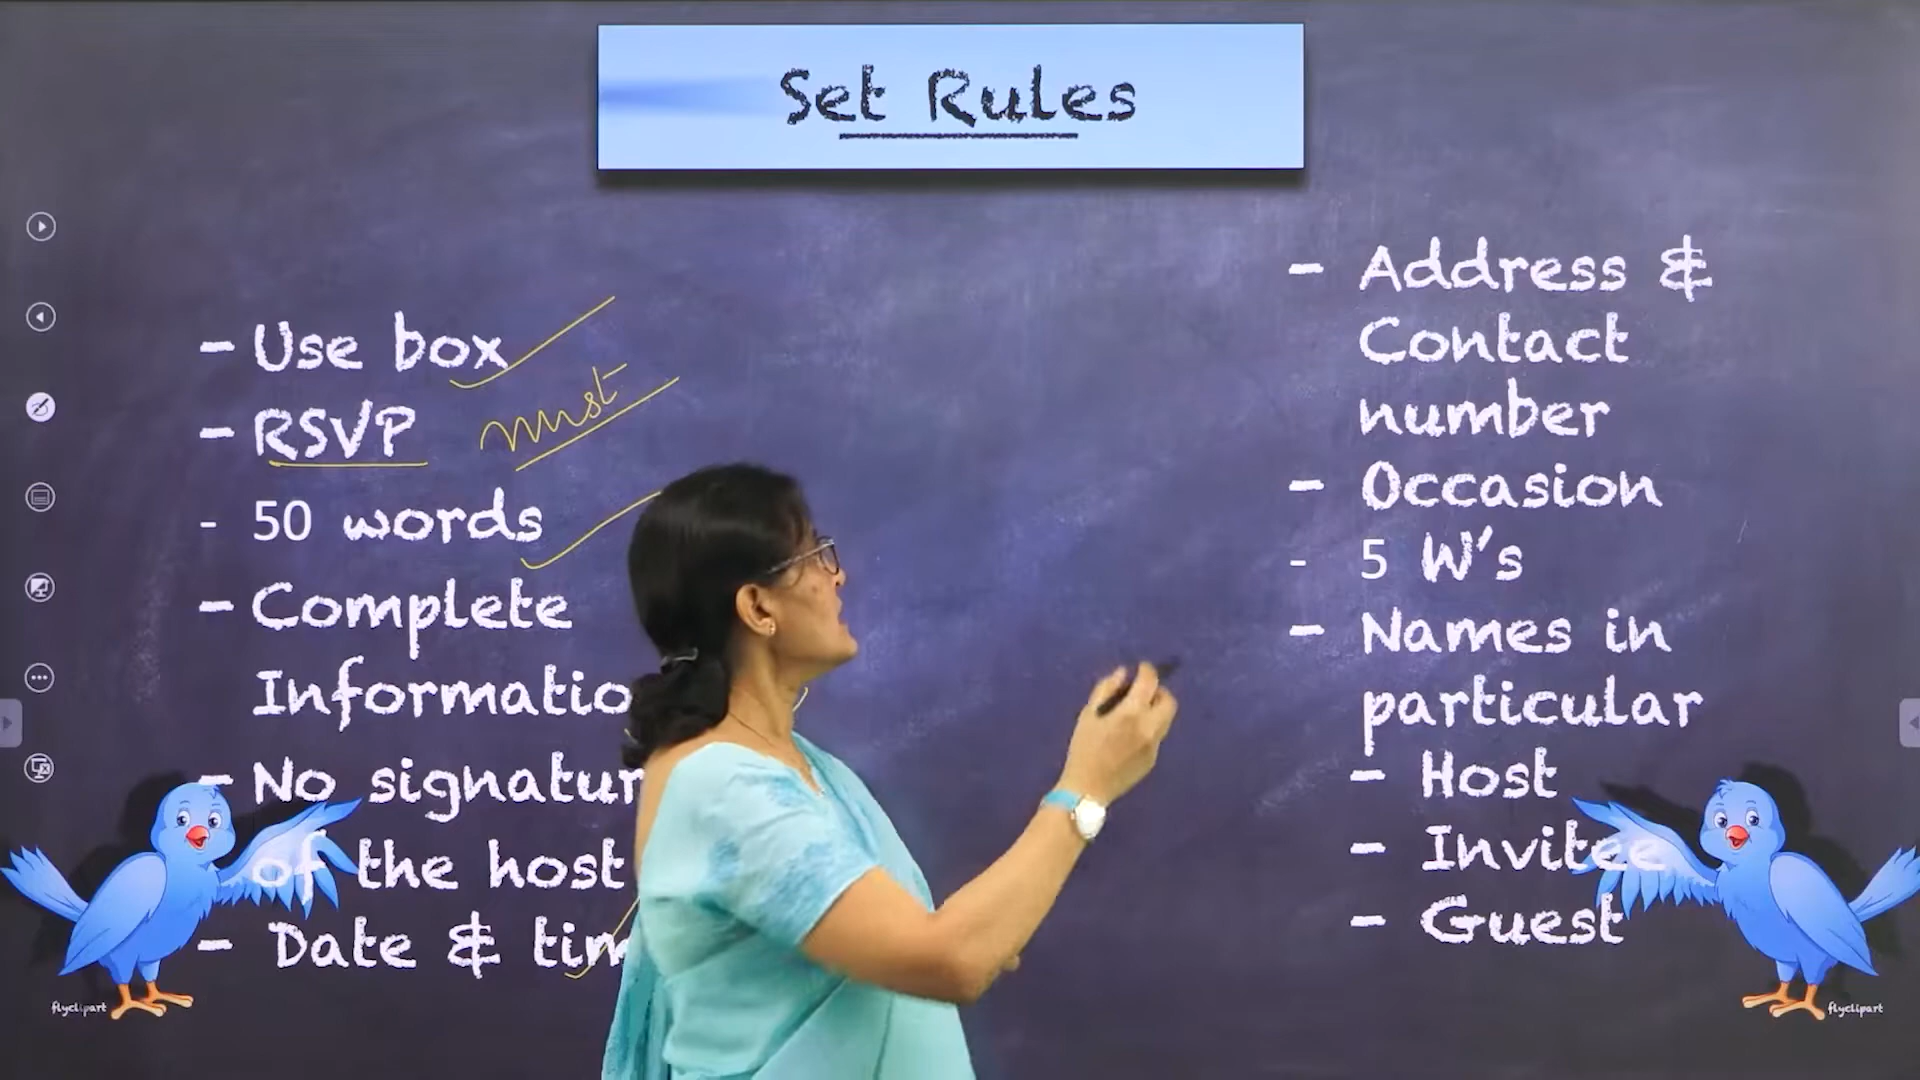 Set Rules
- Use box
- RSVP must
- 50 words
- Complete
Informatio
- No signatur
of the host
- Date & tim
- Address &
Contact
number
- Occasion
- 5 W's
- Names in
particular
- Host
- Invitee
- Guest
flyclipart
flyclipart